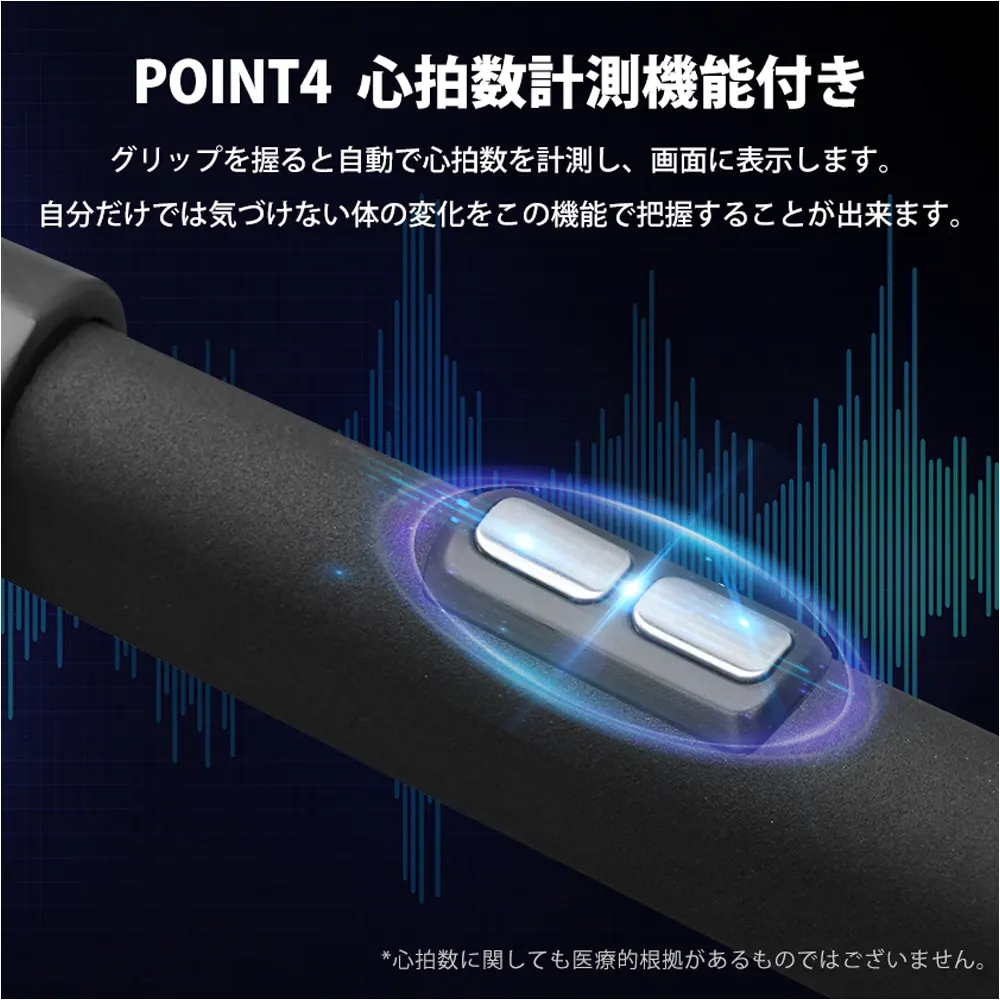 POINT4 心拍数計測機能付き
グリップを握ると自動で心拍数を計測し、画面に表示します。
自分だけでは気づけない体の変化をこの機能で把握することが出来ます。
*心拍数に関しても医療的根拠があるものではございません。